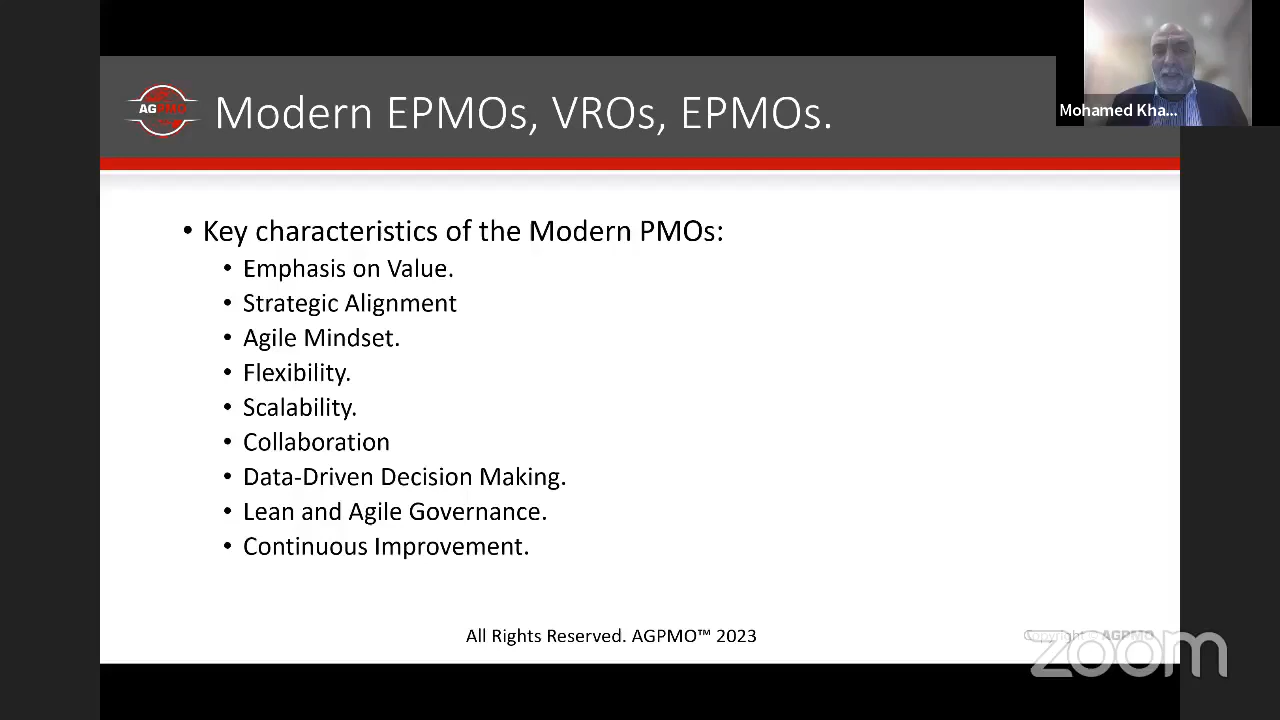 AGPMO
Modern EPMOs, VROs, EPMOs.
Mohamed Kha...
• Key characteristics of the Modern PMOs:
• Emphasis on Value.
• Strategic Alignment
• Agile Mindset.
• Flexibility.
• Scalability.
• Collaboration
• Data-Driven Decision Making.
• Lean and Agile Governance.
• Continuous Improvement.
All Rights Reserved. AGPMO™ 2023
Copyright © AGPMO
zoom